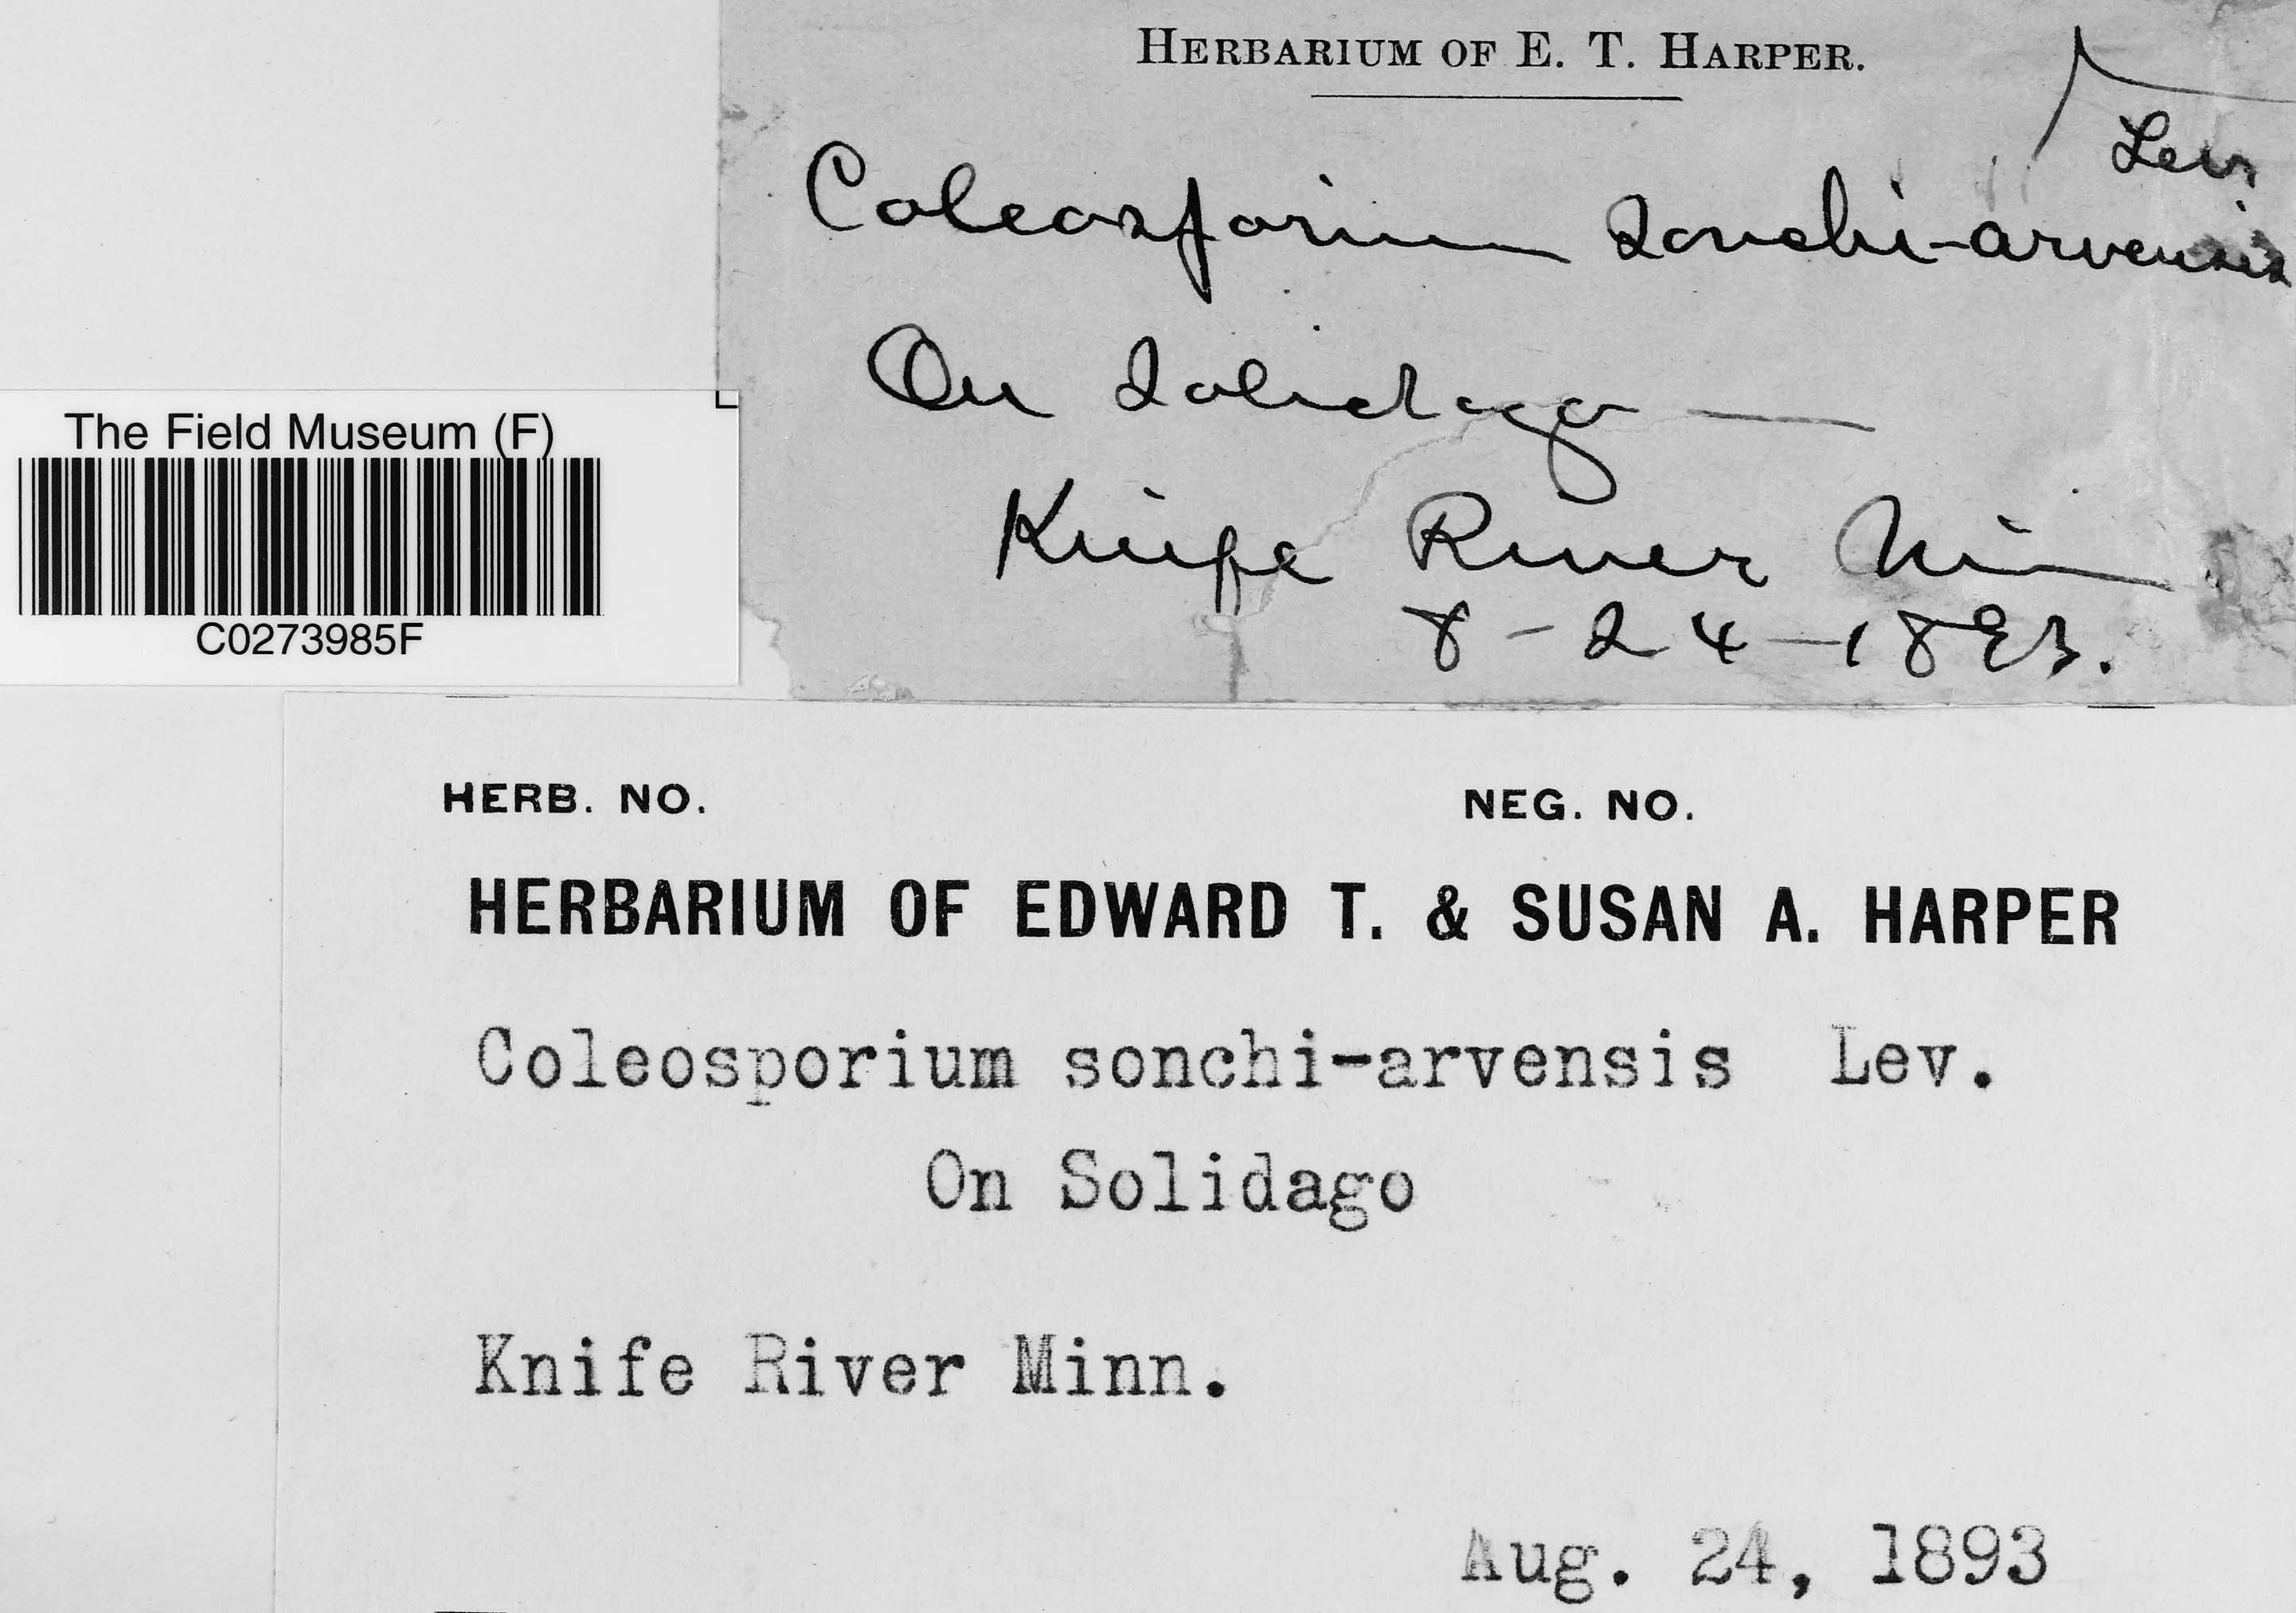 HERBARIUM OF E. T. HARPER.
Lev
Coleosporium Sonchi-arvensis
On Solidago —
Knife River Min
8-24-1893.
The Field Museum (F)
C0273985F
HERB. NO. NEG. NO.
HERBARIUM OF EDWARD T. & SUSAN A. HARPER
Coleosporium sonchi-arvensis Lev.
On Solidago
Knife River Minn.
Aug. 24, 1893